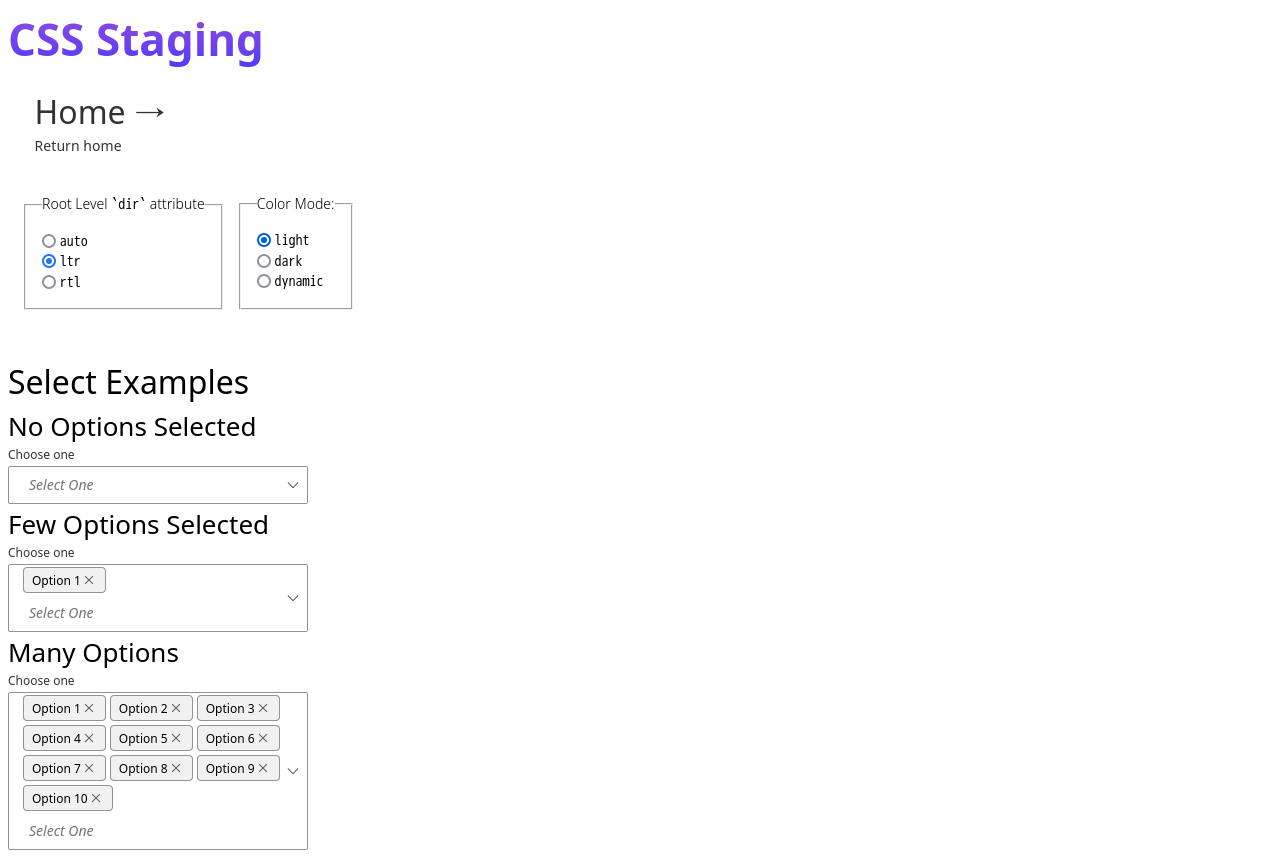 CSS Staging
Home →
Return home
Root Level `dir` attribute
auto
ltr
rtl
Color Mode:
light
dark
dynamic
Select Examples
No Options Selected
Choose one
Select One
Few Options Selected
Choose one
Option 1
Select One
Many Options
Choose one
Option 1 Option 2 Option 3
Option 4 Option 5 Option 6
Option 7 Option 8 Option 9
Option 10
Select One